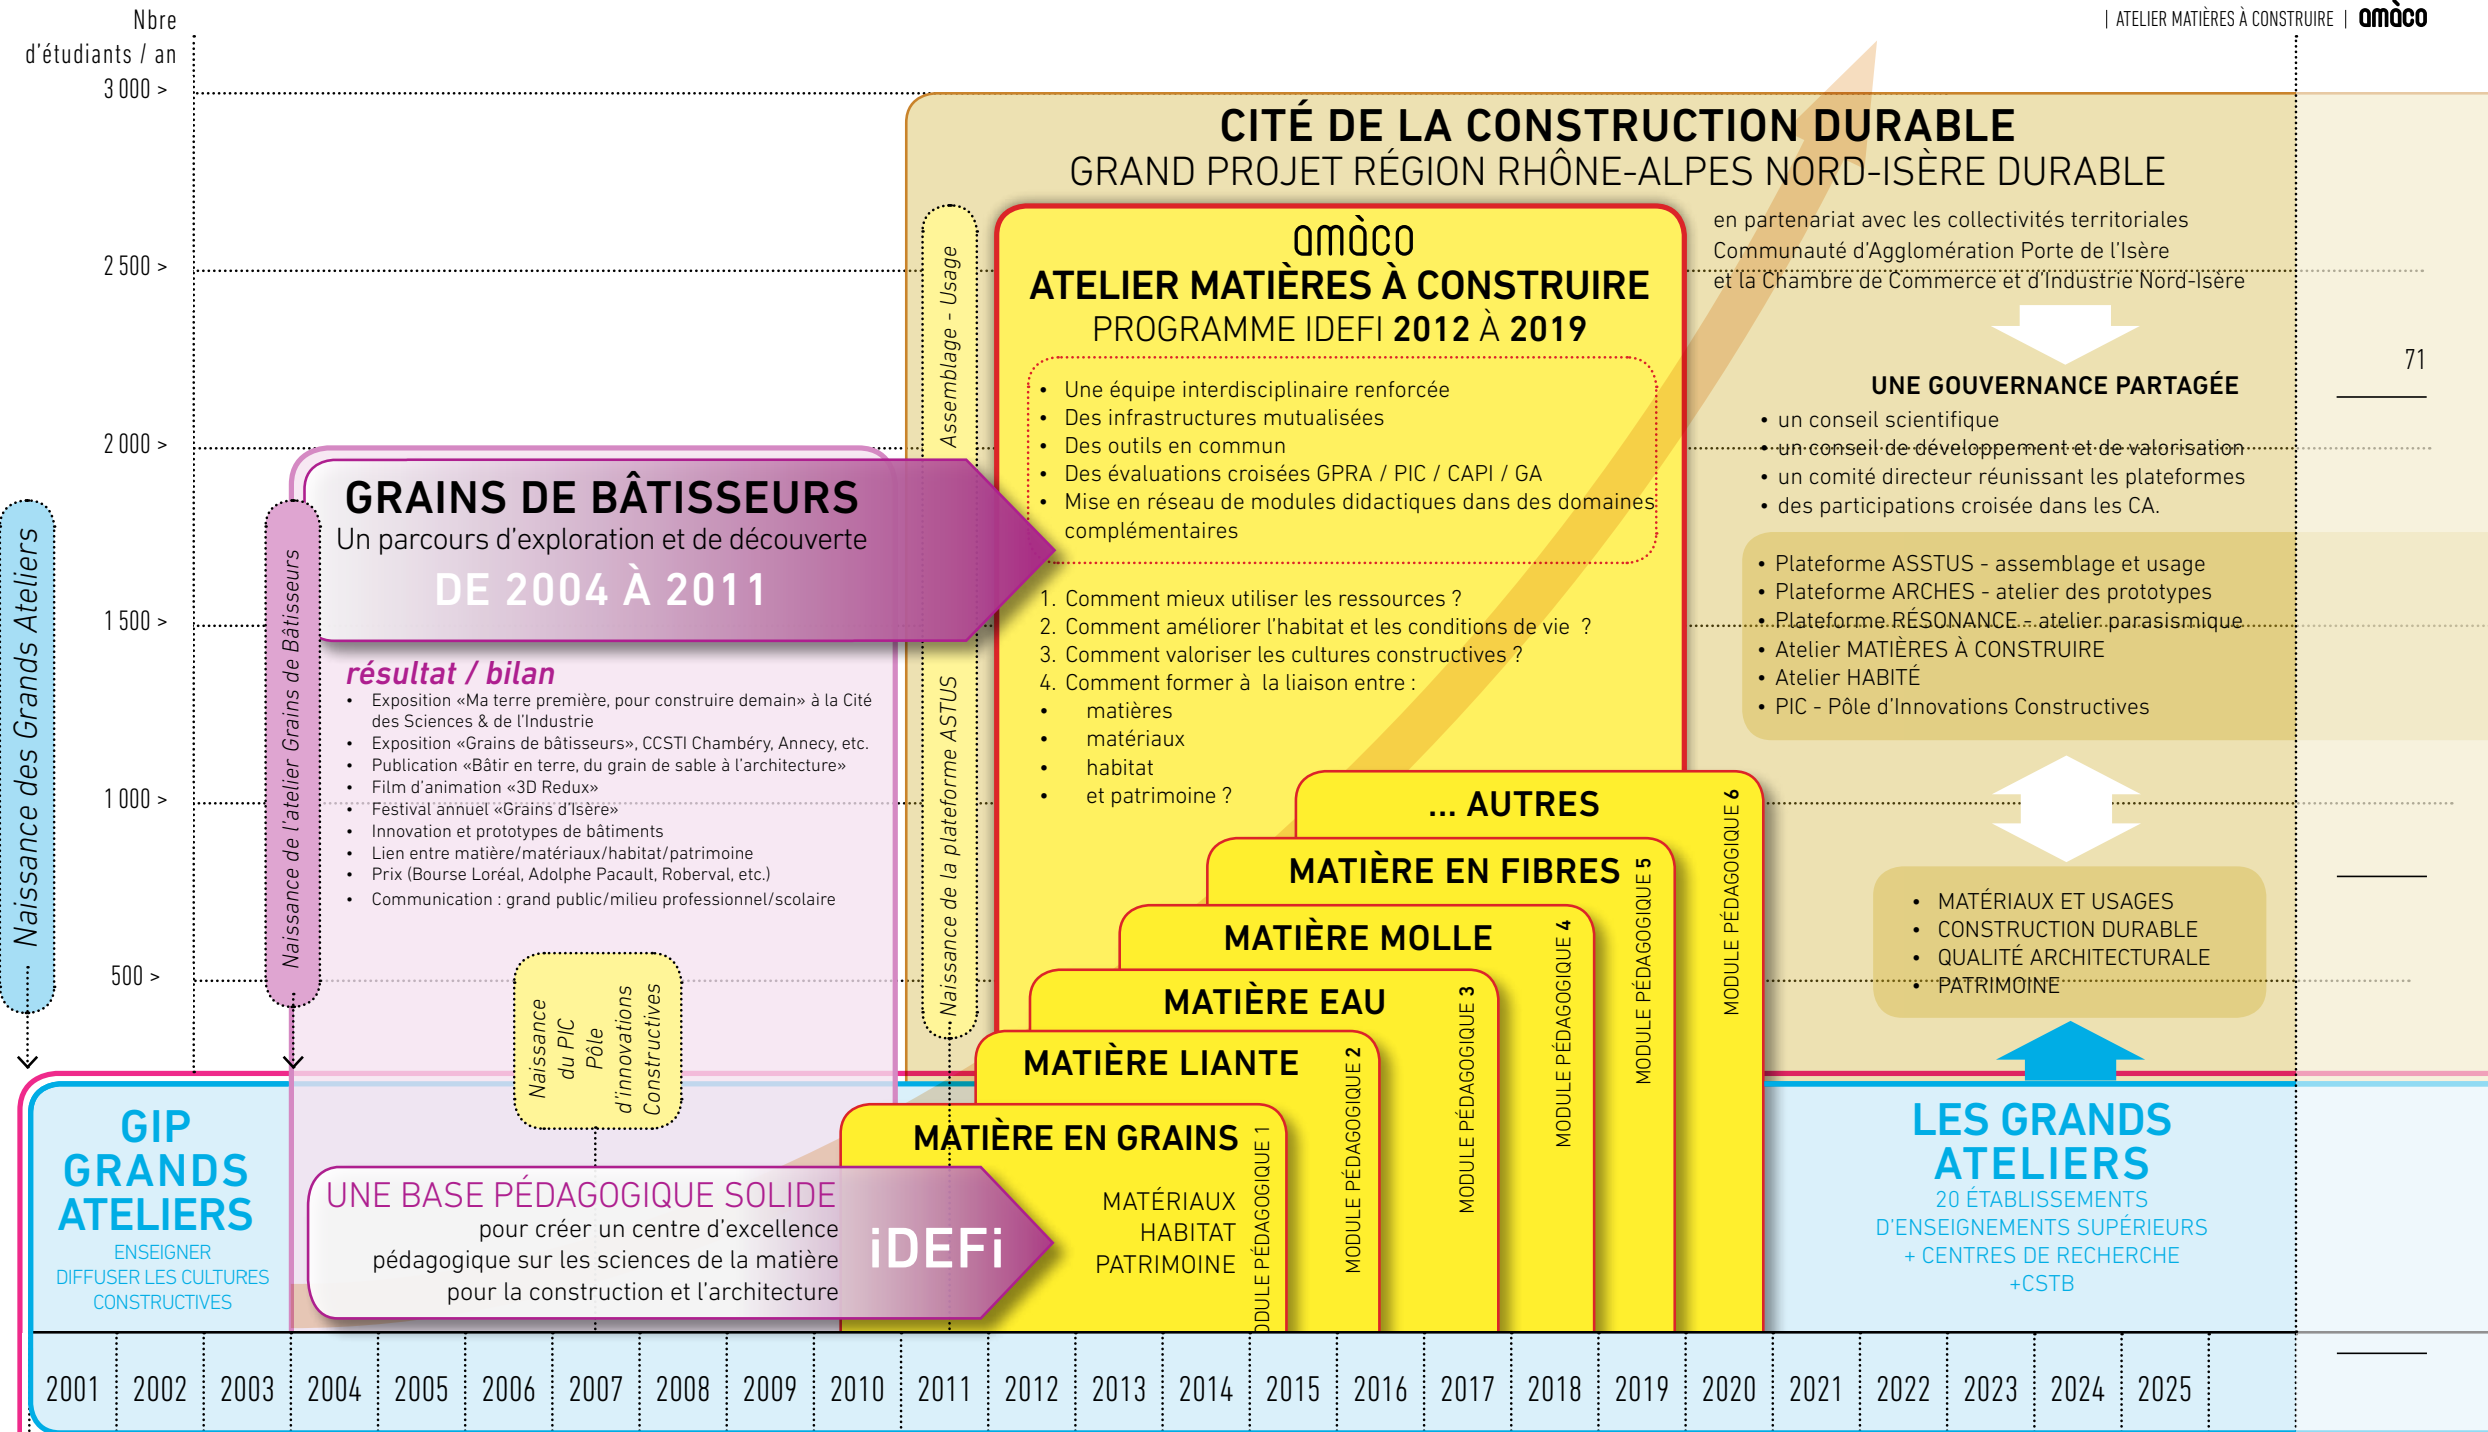 | ATELIER MATIÈRES À CONSTRUIRE | amàco
Nbre
d'étudiants / an
3 000 >
2 500 >
2 000 >
1 500 >
1 000 >
500 >
Naissance des Grands Ateliers
Naissance de l'atelier Grains de Bâtisseurs
GRAINS DE BÂTISSEURS
Un parcours d'exploration et de découverte
DE 2004 À 2011
résultat / bilan
• Exposition «Ma terre première, pour construire demain» à la Cité
des Sciences & de l'Industrie
• Exposition «Grains de bâtisseurs», CCSTI Chambéry, Annecy, etc.
• Publication «Bâtir en terre, du grain de sable à l'architecture»
• Film d'animation «3D Redux»
• Festival annuel «Grains d'Isère»
• Innovation et prototypes de bâtiments
• Lien entre matière/matériaux/habitat/patrimoine
• Prix (Bourse Loréal, Adolphe Pacault, Roberval, etc.)
• Communication : grand public/milieu professionnel/scolaire
Naissance
du PIC
Pôle
d'innovations
Constructives
Naissance de la plateforme ASTUS
Assemblage - Usage
CITÉ DE LA CONSTRUCTION DURABLE
GRAND PROJET RÉGION RHÔNE-ALPES NORD-ISÈRE DURABLE
amàco
ATELIER MATIÈRES À CONSTRUIRE
PROGRAMME IDEFI 2012 À 2019
• Une équipe interdisciplinaire renforcée
• Des infrastructures mutualisées
• Des outils en commun
• Des évaluations croisées GPRA / PIC / CAPI / GA
• Mise en réseau de modules didactiques dans des domaines
complémentaires
1. Comment mieux utiliser les ressources ?
2. Comment améliorer l'habitat et les conditions de vie ?
3. Comment valoriser les cultures constructives ?
4. Comment former à la liaison entre :
• matières
• matériaux
• habitat
• et patrimoine ?
en partenariat avec les collectivités territoriales
Communauté d'Agglomération Porte de l'Isère
et la Chambre de Commerce et d'Industrie Nord-Isère
UNE GOUVERNANCE PARTAGÉE
• un conseil scientifique
• un conseil de développement et de valorisation
• un comité directeur réunissant les plateformes
• des participations croisée dans les CA.
• Plateforme ASSTUS - assemblage et usage
• Plateforme ARCHES - atelier des prototypes
• Plateforme RÉSONANCE - atelier parasismique
• Atelier MATIÈRES À CONSTRUIRE
• Atelier HABITÉ
• PIC - Pôle d'Innovations Constructives
• MATÉRIAUX ET USAGES
• CONSTRUCTION DURABLE
• QUALITÉ ARCHITECTURALE
• PATRIMOINE
71
... AUTRES
MODULE PÉDAGOGIQUE 6
MATIÈRE EN FIBRES
MODULE PÉDAGOGIQUE 5
MATIÈRE MOLLE
MODULE PÉDAGOGIQUE 4
MATIÈRE EAU
MODULE PÉDAGOGIQUE 3
MATIÈRE LIANTE
MODULE PÉDAGOGIQUE 2
MATIÈRE EN GRAINS
MATÉRIAUX
HABITAT
PATRIMOINE
ODULE PÉDAGOGIQUE 1
GIP
GRANDS
ATELIERS
ENSEIGNER
DIFFUSER LES CULTURES
CONSTRUCTIVES
UNE BASE PÉDAGOGIQUE SOLIDE
pour créer un centre d'excellence
pédagogique sur les sciences de la matière
pour la construction et l'architecture
iDEFi
LES GRANDS
ATELIERS
20 ÉTABLISSEMENTS
D'ENSEIGNEMENTS SUPÉRIEURS
+ CENTRES DE RECHERCHE
+CSTB
2001 2002 2003 2004 2005 2006 2007 2008 2009 2010 2011 2012 2013 2014 2015 2016 2017 2018 2019 2020 2021 2022 2023 2024 2025